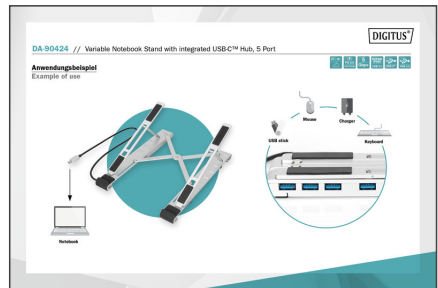 DIGITUS®
DA-90424 // Variable Notebook Stand with integrated USB-C™ Hub, 5 Port
Anwendungsbeispiel
Example of use
Mouse
Charger
USB stick
Keyboard
Notebook